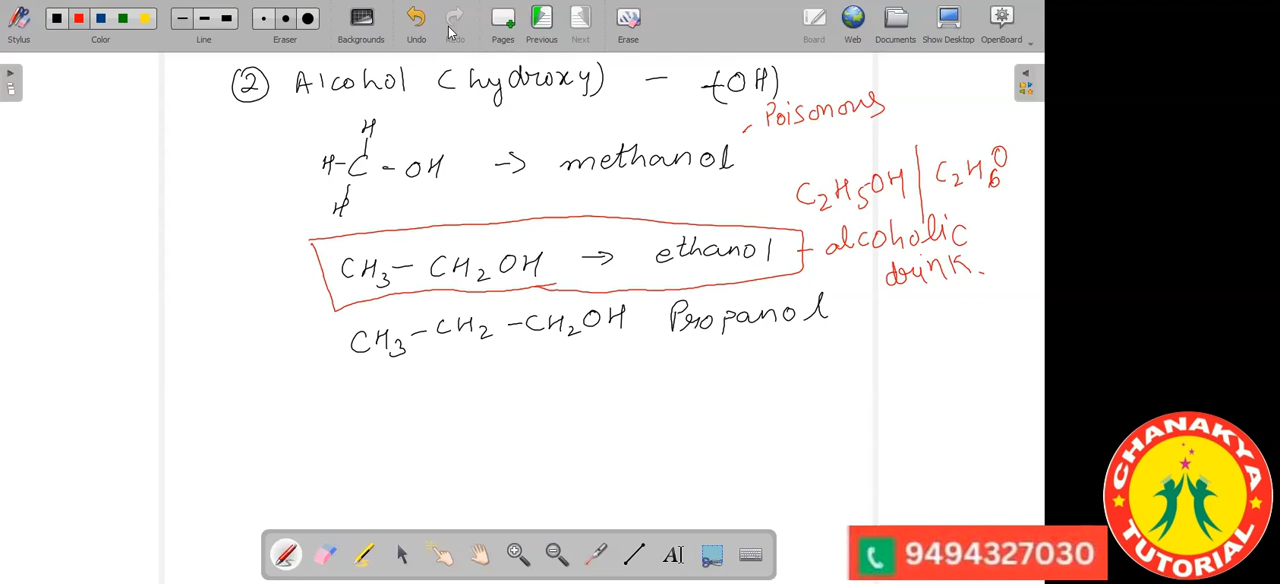 Stylus Color Line Eraser Backgrounds Undo Redo Pages Previous Next Erase Board Web Documents Show Desktop OpenBoard
② Alcohol (hydroxy) – -(OH)
- Poisonous
H
H-C-OH → methanol
H
C2H5OH | C2H6O
CH3-CH2OH → ethanol - alcoholic
drink.
CH3-CH2-CH2OH Propanol
CHANAKYA
TUTORIAL
9494327030